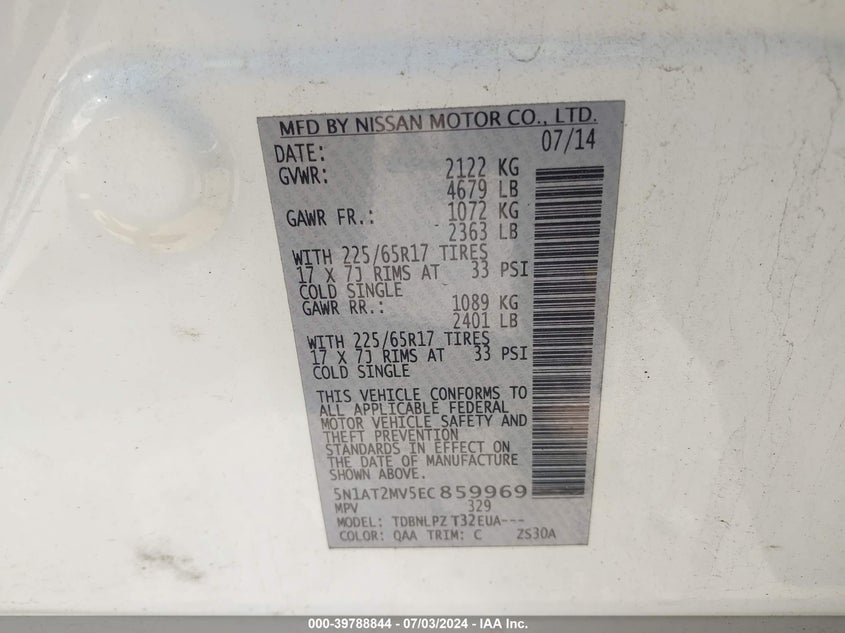 MFD BY NISSAN MOTOR CO., LTD.
DATE: 07/14
GVWR: 2122 KG
4679 LB
GAWR FR.: 1072 KG
2363 LB
WITH 225/65R17 TIRES
17 X 7J RIMS AT 33 PSI
COLD SINGLE
GAWR RR.: 1089 KG
2401 LB
WITH 225/65R17 TIRES
17 X 7J RIMS AT 33 PSI
COLD SINGLE
THIS VEHICLE CONFORMS TO
ALL APPLICABLE FEDERAL
MOTOR VEHICLE SAFETY AND
THEFT PREVENTION
STANDARDS IN EFFECT ON
THE DATE OF MANUFACTURE
SHOWN ABOVE.
5N1AT2MV5EC859969
MPV 329
MODEL: TDBNLPZ T32EUA---
COLOR: QAA TRIM: C ZS30A
000-39788844 - 07/03/2024 - IAA Inc.